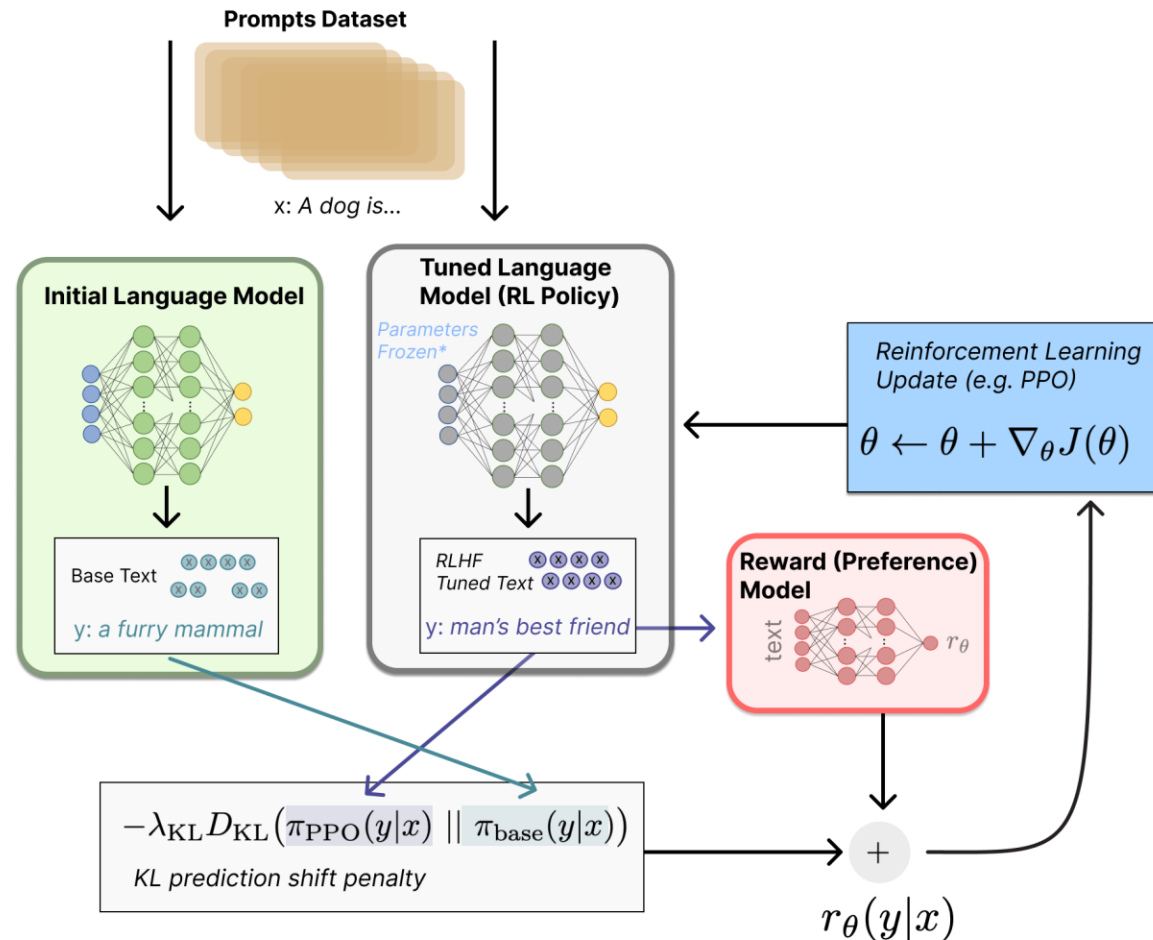 Prompts Dataset
x: A dog is...
Initial Language Model
Base Text
y: a furry mammal
Tuned Language
Model (RL Policy)
Parameters
Frozen*
RLHF
Tuned Text
y: man's best friend
Reinforcement Learning
Update (e.g. PPO)
θ ← θ + ∇θJ(θ)
Reward (Preference)
Model
text
rθ
−λKL DKL(πPPO(y|x) || πbase(y|x))
KL prediction shift penalty
+
rθ(y|x)
x x x x
x x x x
x x x x
x x x x